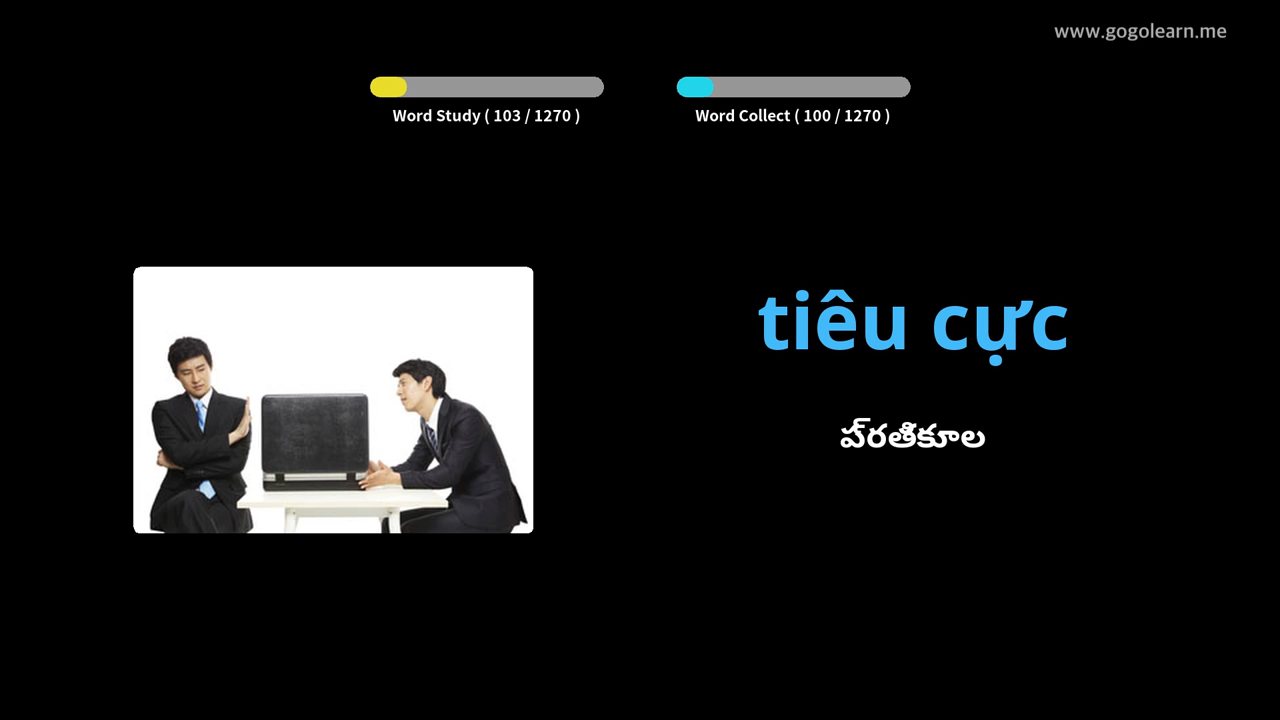 www.gogolearn.me
Word Study ( 103 / 1270 )
Word Collect ( 100 / 1270 )
tiêu cực
ప్రతికూల